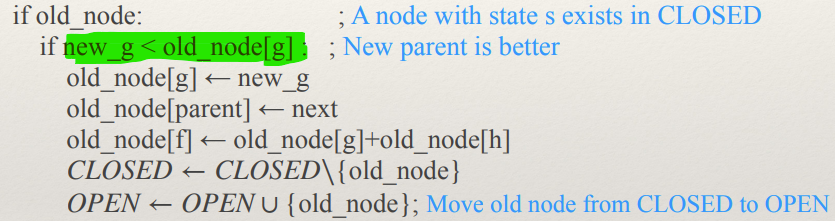 if old_node: ; A node with state s exists in CLOSED
if new_g < old_node[g] : ; New parent is better
old_node[g] ← new_g
old_node[parent] ← next
old_node[f] ← old_node[g]+old_node[h]
CLOSED ← CLOSED\{old_node}
OPEN ← OPEN ∪ {old_node}; Move old node from CLOSED to OPEN